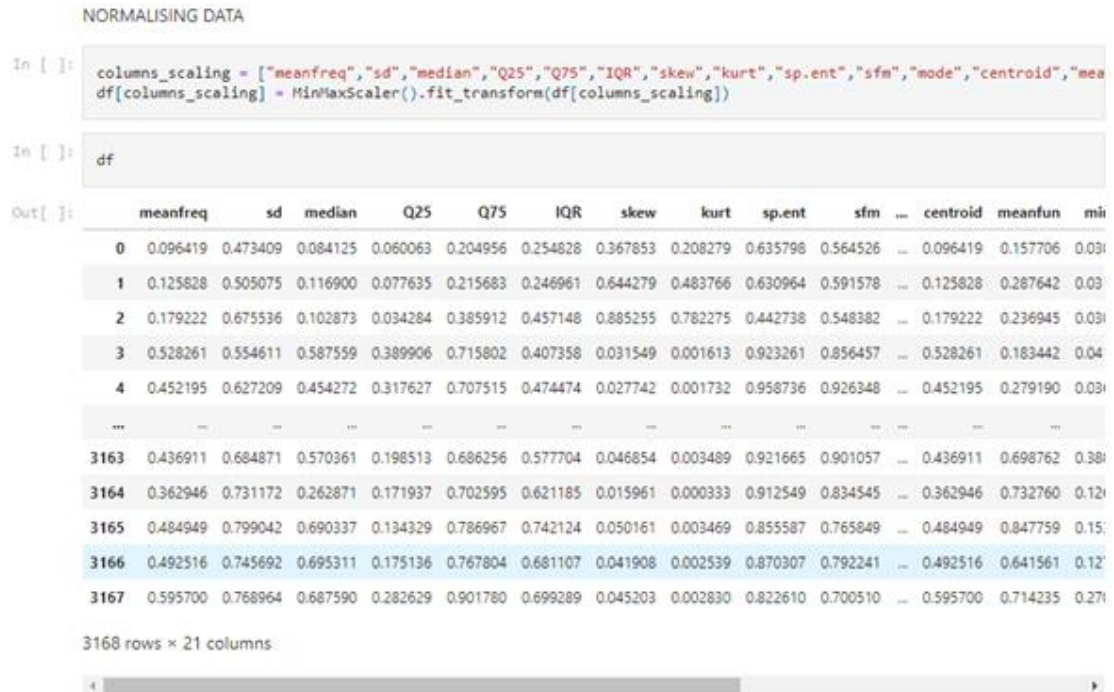 NORMALISING DATA
In [ ]:
columns_scaling = ["meanfreq","sd","median","Q25","Q75","IQR","skew","kurt","sp.ent","sfm","mode","centroid","mea
df[columns_scaling] = MinMaxScaler().fit_transform(df[columns_scaling])
In [ ]:
df
Out[ ]:
meanfreq sd median Q25 Q75 IQR skew kurt sp.ent sfm ... centroid meanfun min
0 0.096419 0.473409 0.084125 0.060063 0.204956 0.254828 0.367853 0.208279 0.635798 0.564526 ... 0.096419 0.157706
1 0.125828 0.505075 0.116900 0.077635 0.215683 0.246961 0.644279 0.483766 0.630964 0.591578 ... 0.125828 0.287642 0.03
2 0.179222 0.675536 0.102873 0.034284 0.385912 0.457148 0.885255 0.782275 0.442738 0.548382 ... 0.179222 0.236945
3 0.528261 0.554611 0.587559 0.389906 0.715802 0.407358 0.031549 0.001613 0.923261 0.856457 ... 0.528261 0.183442 0.04
4 0.452195 0.627209 0.454272 0.317627 0.707515 0.474474 0.027742 0.001732 0.958736 0.926348 ... 0.452195 0.279190
... ... ... ... ... ... ... ... ... ... ... ... ... ...
3163 0.436911 0.684871 0.570361 0.198513 0.686256 0.577704 0.046854 0.003489 0.921665 0.901057 ... 0.436911 0.698762
3164 0.362946 0.731172 0.262871 0.171937 0.702595 0.621185 0.015961 0.000333 0.912549 0.834545 ... 0.362946 0.732760
3165 0.484949 0.799042 0.690337 0.134329 0.786967 0.742124 0.050161 0.003469 0.855587 0.765849 ... 0.484949 0.847759
3166 0.492516 0.745692 0.695311 0.175136 0.767804 0.681107 0.041908 0.002539 0.870307 0.792241 ... 0.492516 0.641561
3167 0.595700 0.768964 0.687590 0.282629 0.901780 0.699289 0.045203 0.002830 0.822610 0.700510 ... 0.595700 0.714235
3168 rows × 21 columns